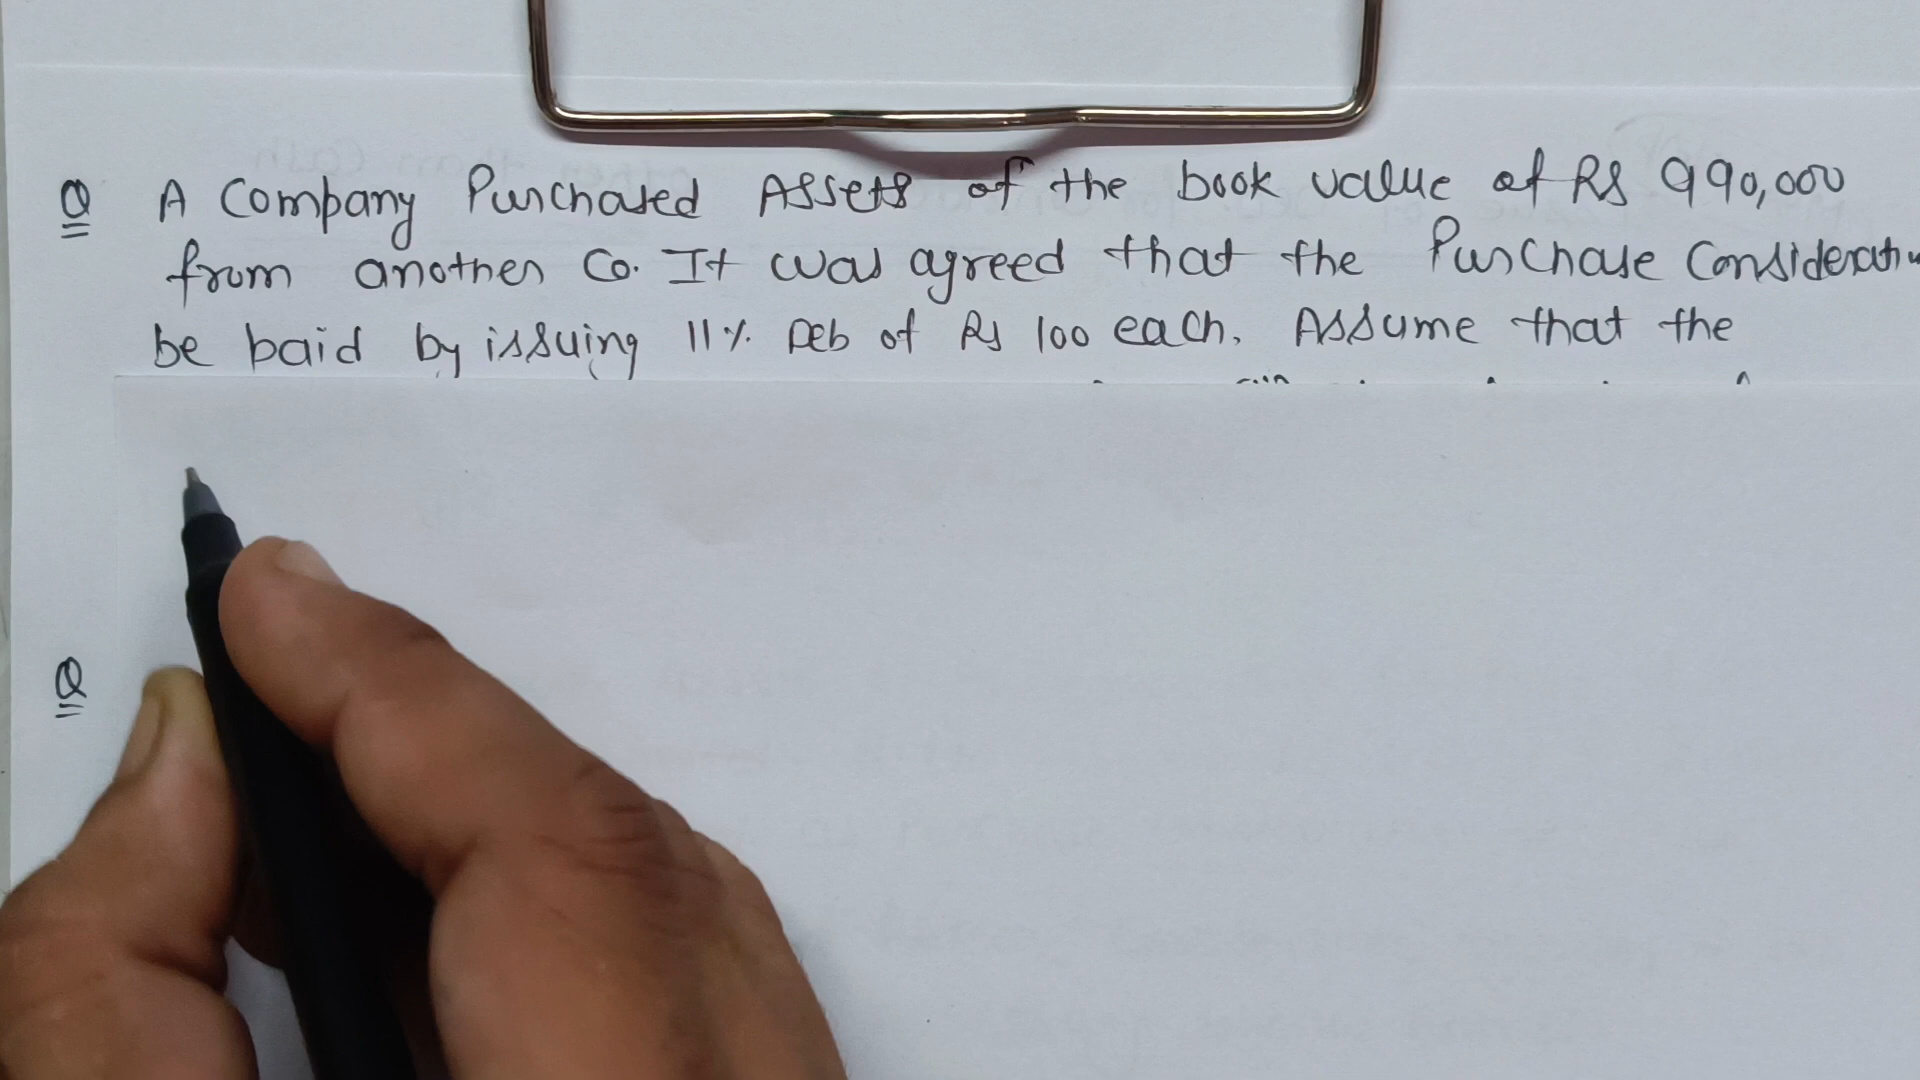 Q A Company Purchased Assets of the book value of Rs 990,000
from another Co. It was agreed that the Purchase Consideration
be paid by issuing 11% Deb of Rs 100 each. Assume that the
Q